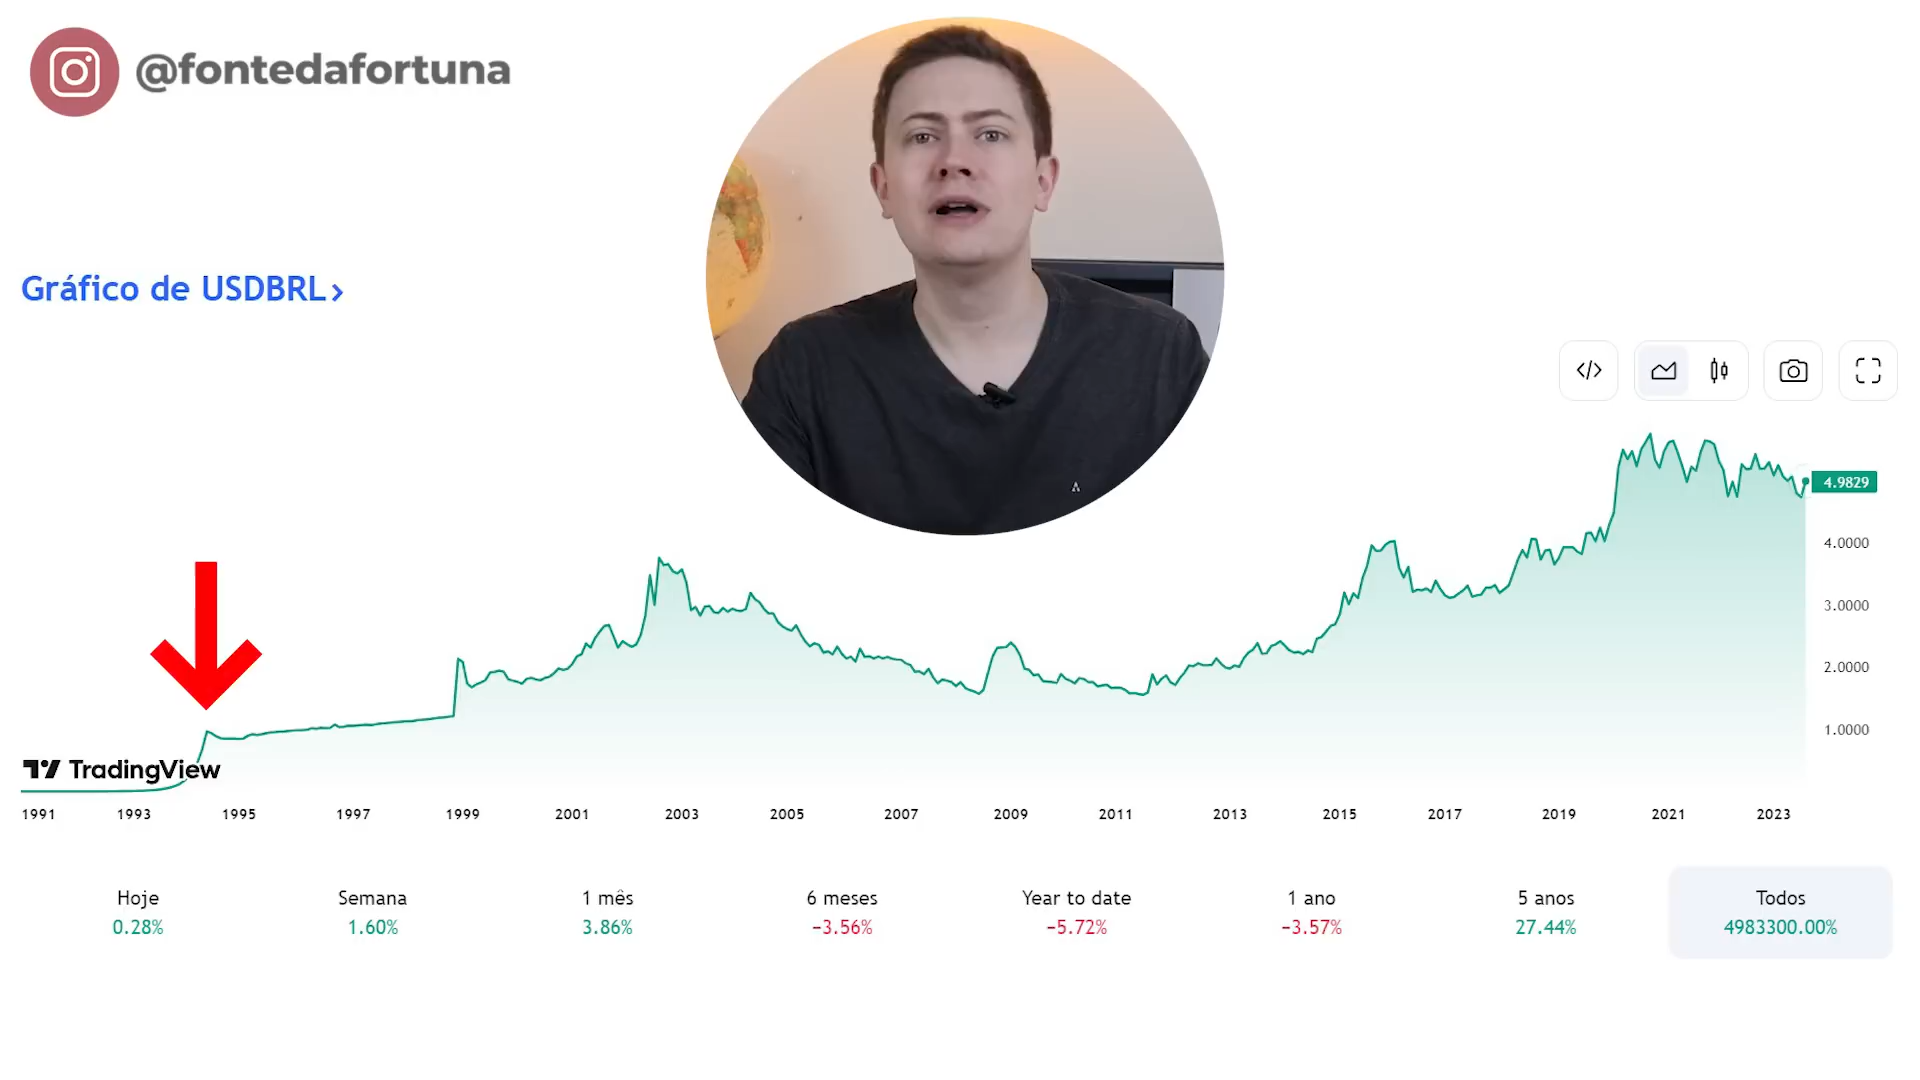 @fontedafortuna
Gráfico de USDBRL›
4.9829
4.0000
3.0000
2.0000
1.0000
TradingView
1991 1993 1995 1997 1999 2001 2003 2005 2007 2009 2011 2013 2015 2017 2019 2021 2023
Hoje Semana 1 mês 6 meses Year to date 1 ano 5 anos Todos
0.28% 1.60% 3.86% −3.56% −5.72% −3.57% 27.44% 4983300.00%